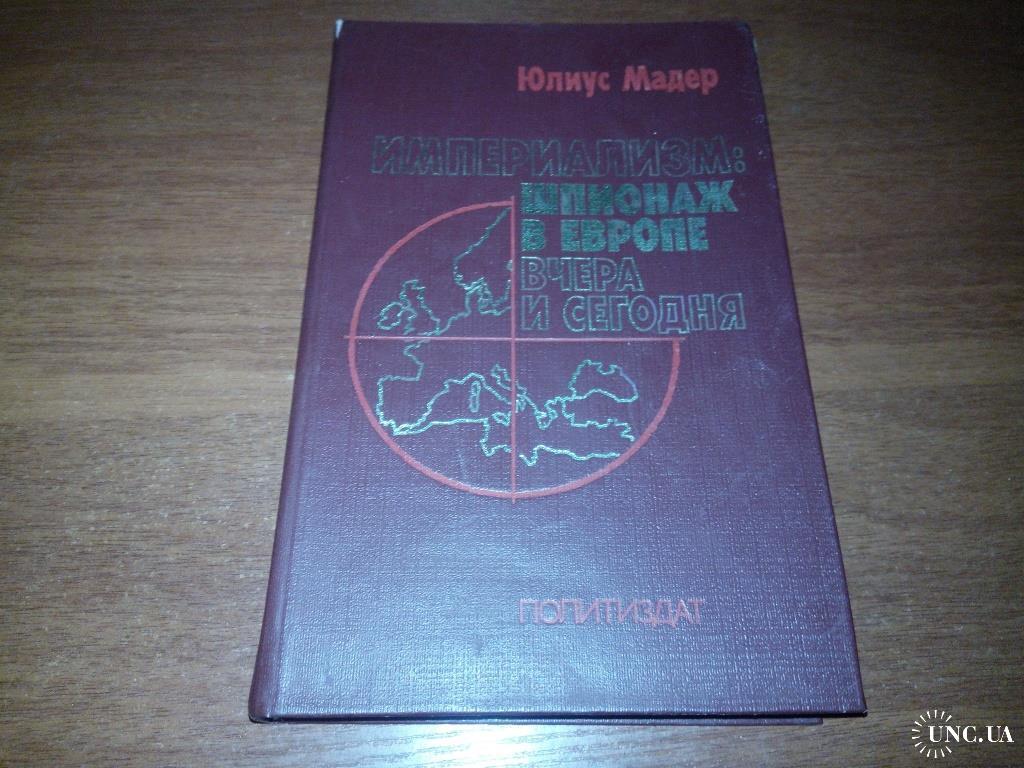 Юлиус Мадер
ИМПЕРИАЛИЗМ:
ШПИОНАЖ
В ЕВРОПЕ
ВЧЕРА
И СЕГОДНЯ
ПОЛИТИЗДАТ
UNC.UA